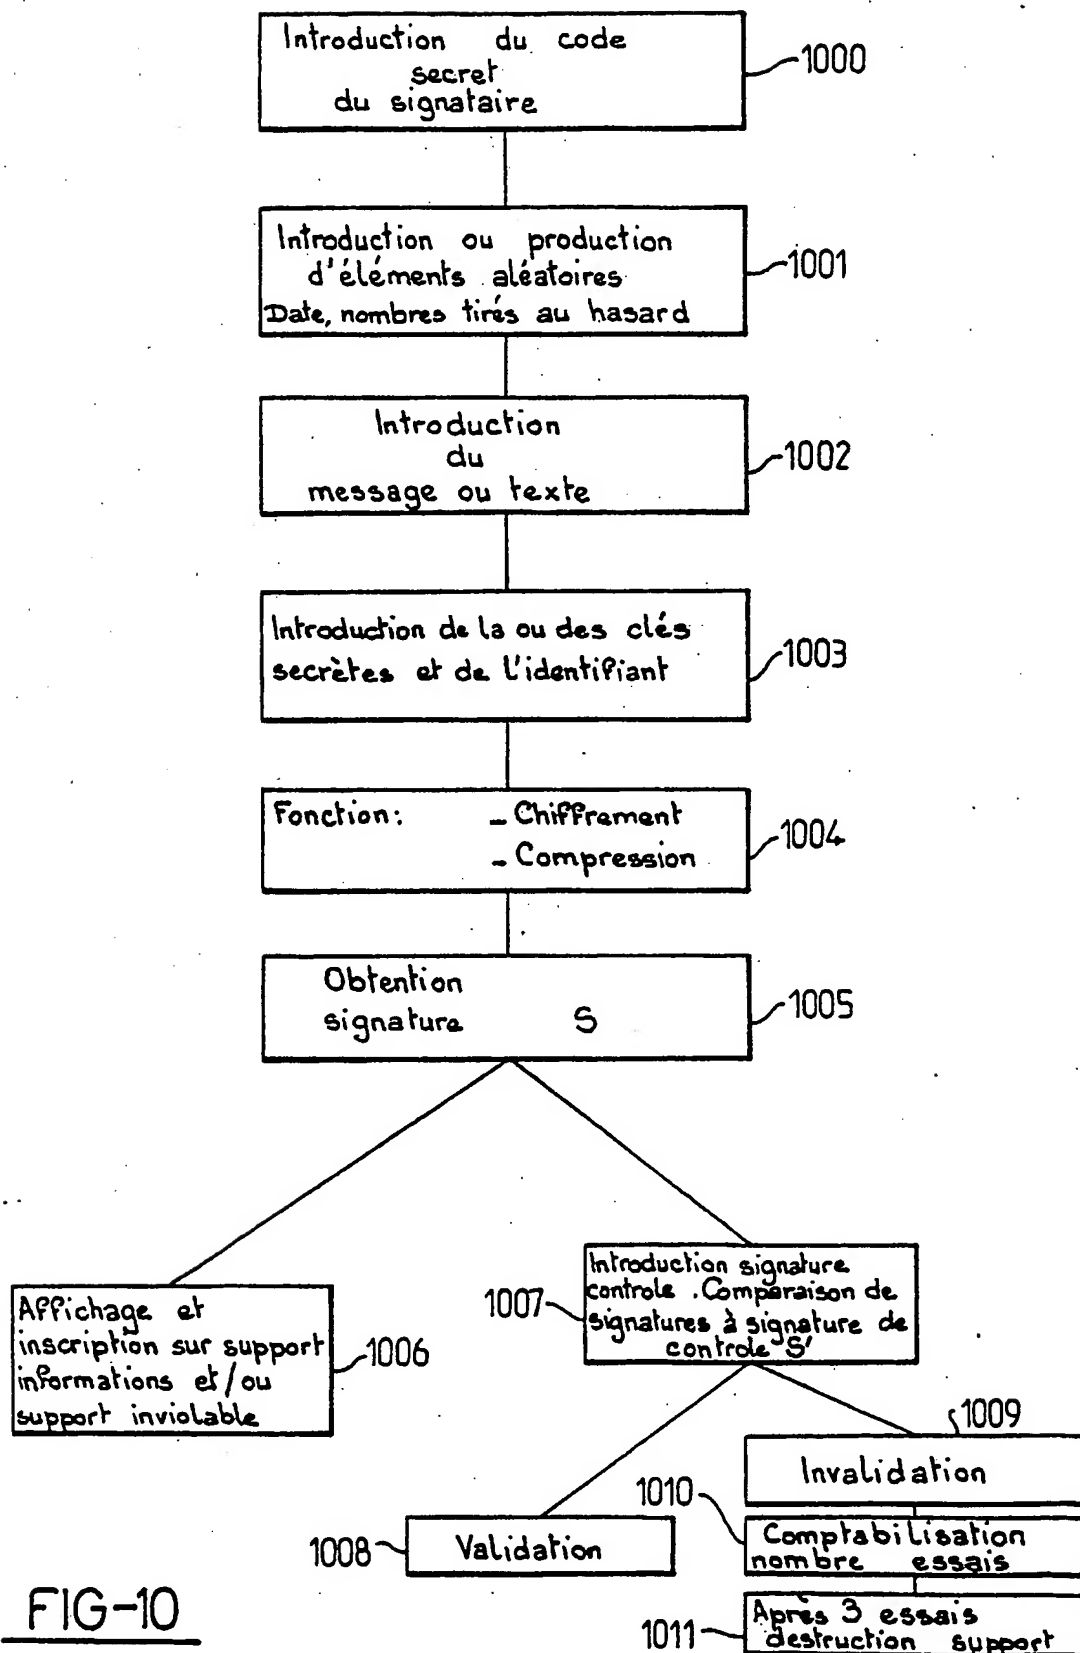 Introduction du code
secret
du signataire
1000
Introduction ou production
d'éléments aléatoires
Date, nombres tirés au hasard
1001
Introduction
du
message ou texte
1002
Introduction de la ou des clés
secrètes et de l'identifiant
1003
Fonction: - Chiffrement
- Compression
1004
Obtention
signature S
1005
Affichage et
inscription sur support
informations et/ou
support inviolable
1006
Introduction signature
controle . Comparaison de
signatures à signature de
controle S'
1007
1008
Validation
1009
Invalidation
1010
Comptabilisation
nombre essais
1011
Après 3 essais
destruction support
FIG-10